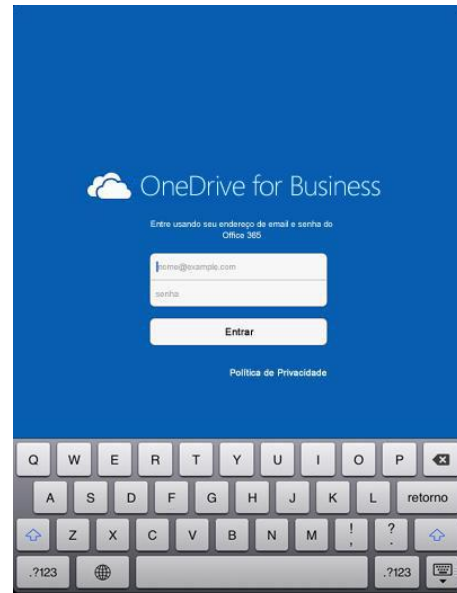 OneDrive for Business
Entre usando seu endereço de email e senha do
Office 365
nome@example.com
senha
Entrar
Política de Privacidade
Q W E R T Y U I O P
A S D F G H J K L retorno
Z X C V B N M ! , ? .
.?123 .?123